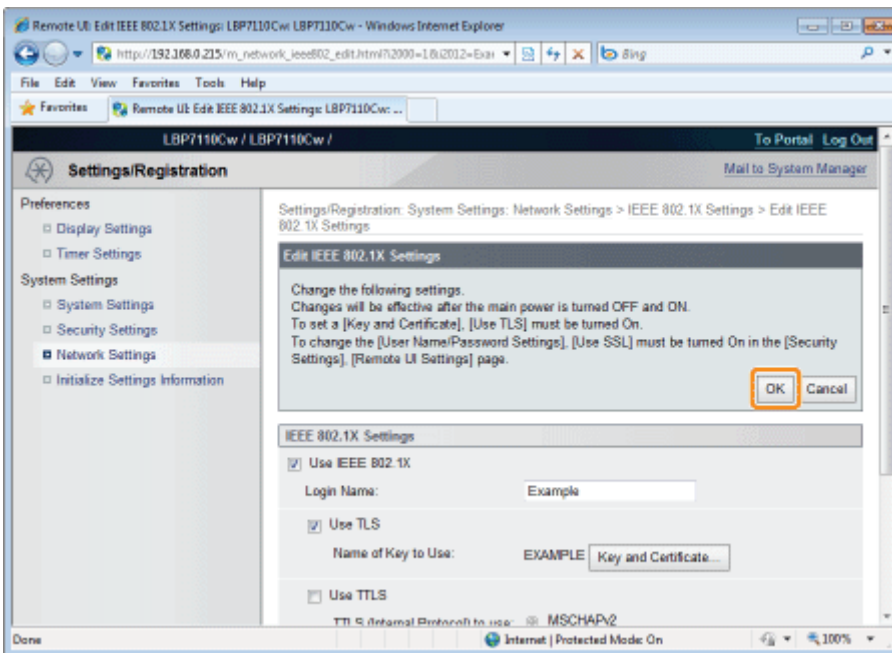 Remote UI: Edit IEEE 802.1X Settings: LBP7110Cw: LBP7110Cw - Windows Internet Explorer
http://192.168.0.215/m_network_ieee802_edit.html?i2000=1&i2012=Exar
Bing
File Edit View Favorites Tools Help
Favorites
Remote UI: Edit IEEE 802.1X Settings: LBP7110Cw: ...
LBP7110Cw / LBP7110Cw /
To Portal Log Out
Settings/Registration
Mail to System Manager
Preferences
Display Settings
Timer Settings
System Settings
System Settings
Security Settings
Network Settings
Initialize Settings Information
Settings/Registration: System Settings: Network Settings > IEEE 802.1X Settings > Edit IEEE
802.1X Settings
Edit IEEE 802.1X Settings
Change the following settings.
Changes will be effective after the main power is turned OFF and ON.
To set a [Key and Certificate], [Use TLS] must be turned On.
To change the [User Name/Password Settings], [Use SSL] must be turned On in the [Security
Settings], [Remote UI Settings] page.
OK Cancel
IEEE 802.1X Settings
Use IEEE 802.1X
Login Name: Example
Use TLS
Name of Key to Use: EXAMPLE Key and Certificate...
Use TTLS
TTLS (Internal Protocol) to use: MSCHAPv2
Done
Internet | Protected Mode: On
100%